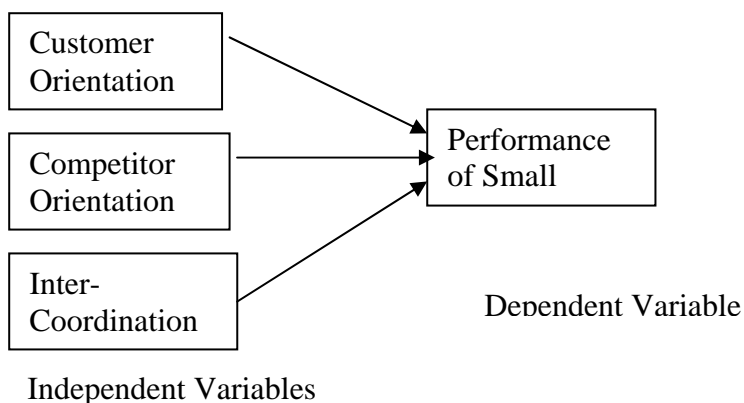 Customer
Orientation
Competitor
Orientation
Inter-
Coordination
Performance
of Small
Dependent Variable
Independent Variables